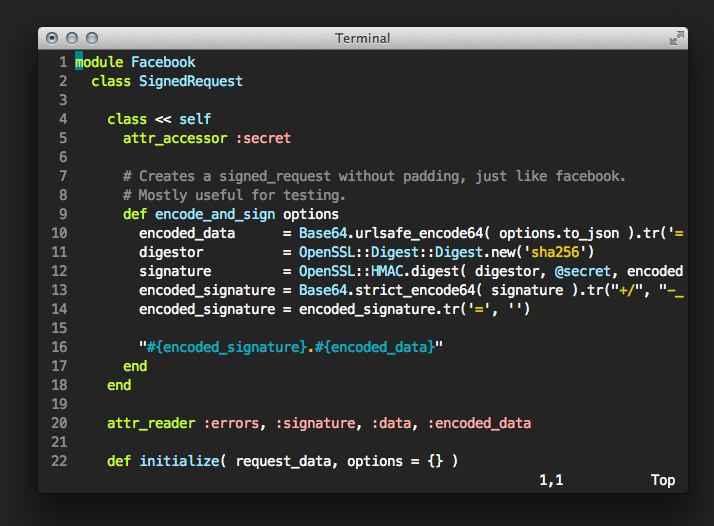 Terminal
1 module Facebook
2   class SignedRequest
3
4     class << self
5       attr_accessor :secret
6
7       # Creates a signed_request without padding, just like facebook.
8       # Mostly useful for testing.
9       def encode_and_sign options
10         encoded_data      = Base64.urlsafe_encode64( options.to_json ).tr('=
11         digestor          = OpenSSL::Digest::Digest.new('sha256')
12         signature         = OpenSSL::HMAC.digest( digestor, @secret, encoded
13         encoded_signature = Base64.strict_encode64( signature ).tr("+/", "-_
14         encoded_signature = encoded_signature.tr('=', '')
15
16         "#{encoded_signature}.#{encoded_data}"
17       end
18     end
19
20     attr_reader :errors, :signature, :data, :encoded_data
21
22     def initialize( request_data, options = {} )
1,1 Top